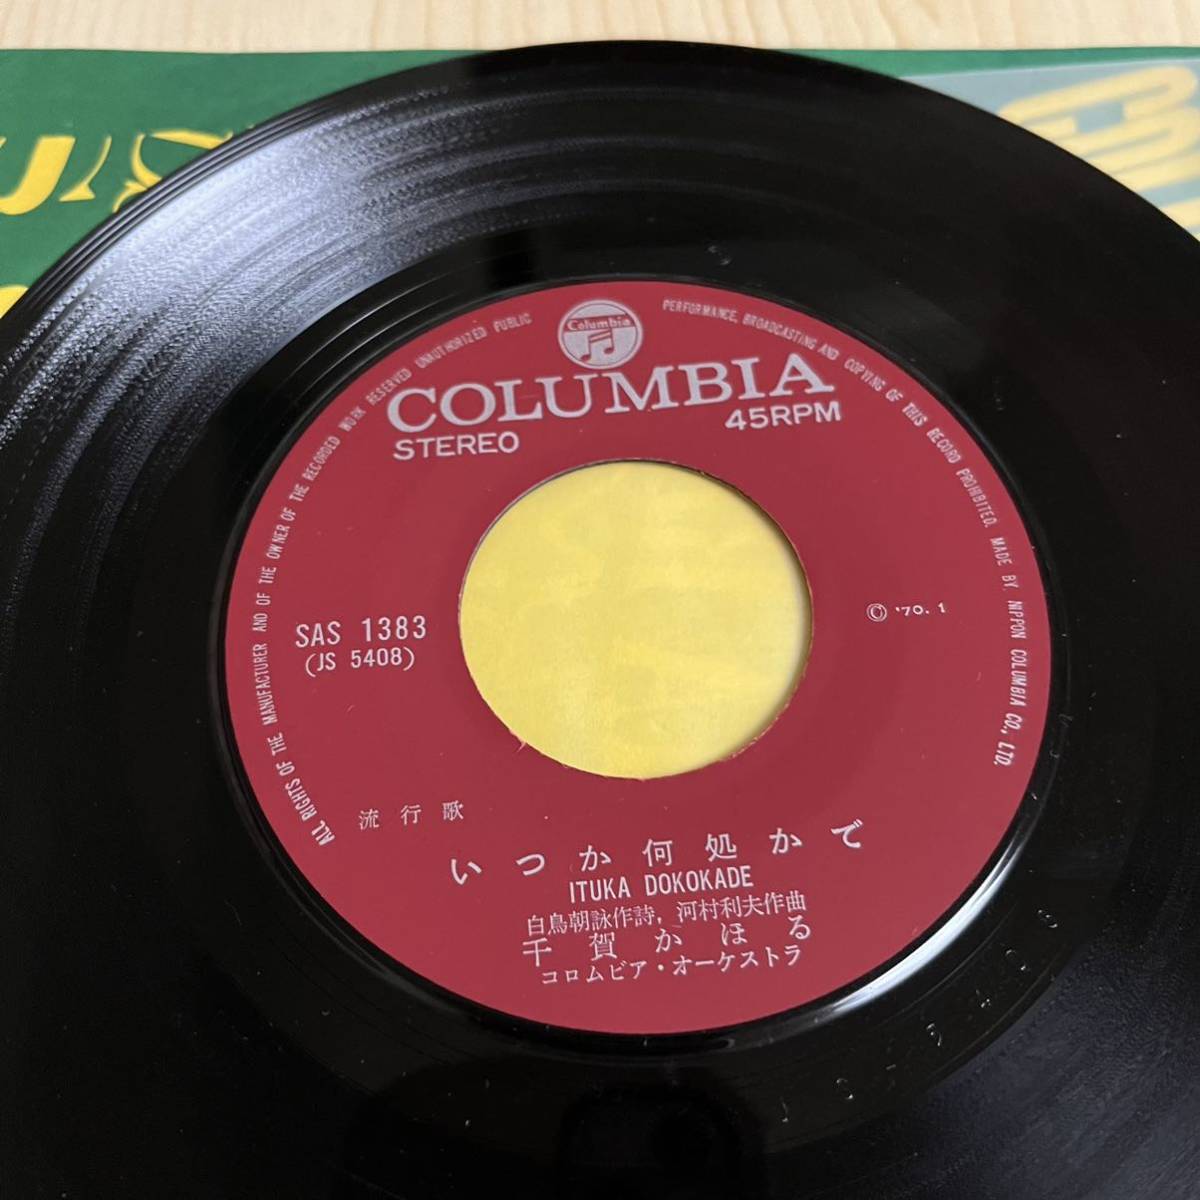 Columbia
COLUMBIA
STEREO
45RPM
ALL RIGHTS OF THE MANUFACTURER AND OF THE OWNER OF THE RECORDED WORK RESERVED UNAUTHORIZED PUBLIC PERFORMANCE, BROADCASTING AND COPYING OF THIS RECORD PROHIBITED. MADE BY, NIPPON COLUMBIA CO., LTD.
SAS 1383
(JS 5408)
© '70. 1
流行歌
いつか何処かで
ITUKA DOKOKADE
白鳥朝詠作詩, 河村利夫作曲
千賀かほる
コロムビア・オーケストラ